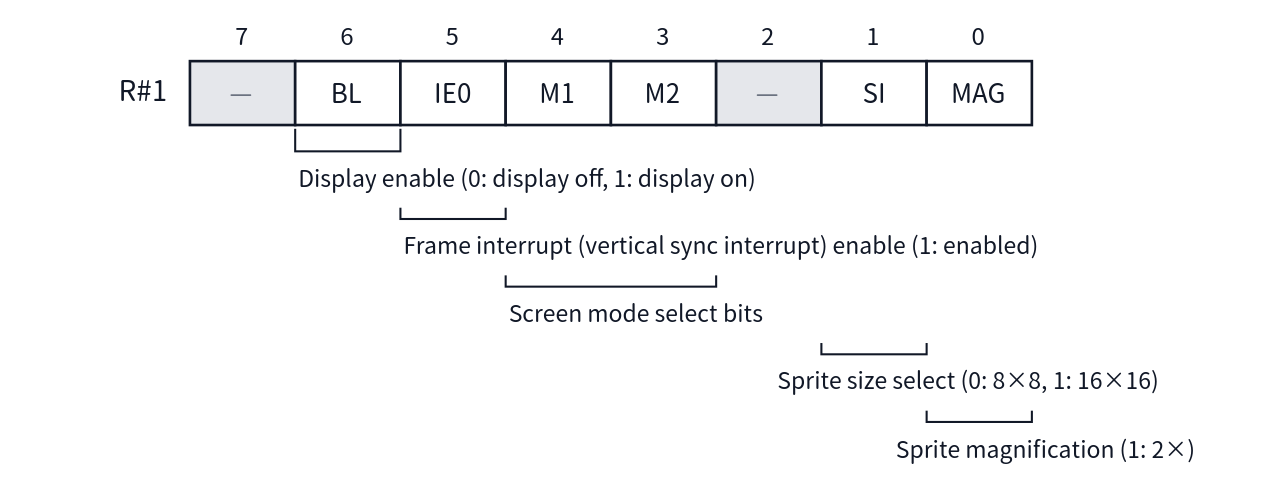 7 6 5 4 3 2 1 0
R#1 — BL IE0 M1 M2 — SI MAG
Display enable (0: display off, 1: display on)
Frame interrupt (vertical sync interrupt) enable (1: enabled)
Screen mode select bits
Sprite size select (0: 8×8, 1: 16×16)
Sprite magnification (1: 2×)